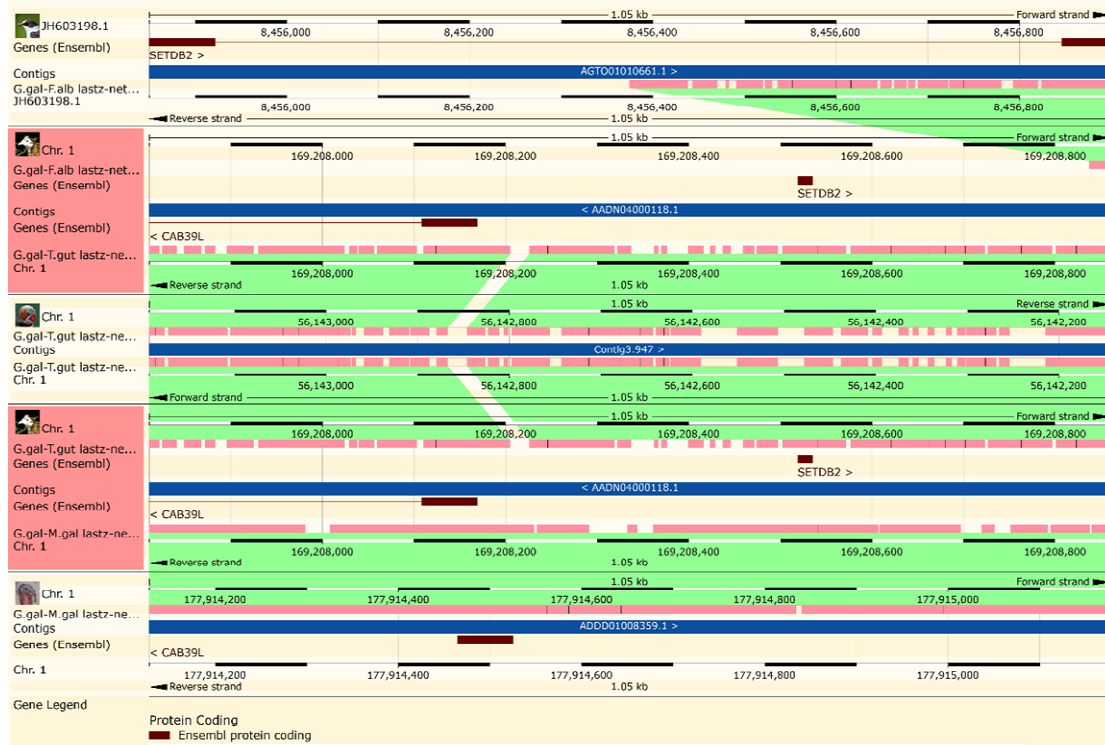 1.05 kb Forward strand
JH603198.1 8,456,000 8,456,200 8,456,400 8,456,600 8,456,800
Genes (Ensembl)
SETDB2 >
Contigs AGTO01010661.1 >
G.gal-F.alb lastz-net...
JH603198.1 8,456,000 8,456,200 8,456,400 8,456,600 8,456,800
Reverse strand 1.05 kb
1.05 kb Forward strand
Chr. 1 169,208,000 169,208,200 169,208,400 169,208,600 169,208,800
G.gal-F.alb lastz-net...
Genes (Ensembl)
SETDB2 >
Contigs < AADN04000118.1
Genes (Ensembl)
< CAB39L
G.gal-T.gut lastz-ne...
Chr. 1 169,208,000 169,208,200 169,208,400 169,208,600 169,208,800
Reverse strand 1.05 kb
1.05 kb Reverse strand
Chr. 1 56,143,000 56,142,800 56,142,600 56,142,400 56,142,200
G.gal-T.gut lastz-ne...
Contigs Contig3.947 >
G.gal-T.gut lastz-ne...
Chr. 1 56,143,000 56,142,800 56,142,600 56,142,400 56,142,200
Forward strand 1.05 kb
1.05 kb Forward strand
Chr. 1 169,208,000 169,208,200 169,208,400 169,208,600 169,208,800
G.gal-T.gut lastz-ne...
Genes (Ensembl)
SETDB2 >
Contigs < AADN04000118.1
Genes (Ensembl)
< CAB39L
G.gal-M.gal lastz-ne...
Chr. 1 169,208,000 169,208,200 169,208,400 169,208,600 169,208,800
Reverse strand 1.05 kb
1.05 kb Forward strand
Chr. 1 177,914,200 177,914,400 177,914,600 177,914,800 177,915,000
G.gal-M.gal lastz-ne...
Contigs ADDD01008359.1 >
Genes (Ensembl)
< CAB39L
Chr. 1 177,914,200 177,914,400 177,914,600 177,914,800 177,915,000
Reverse strand 1.05 kb
Gene Legend
Protein Coding
Ensembl protein coding